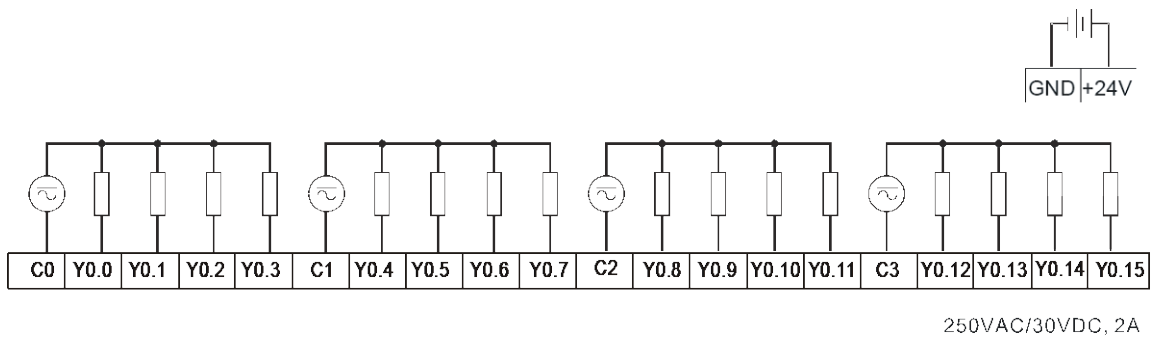 GND +24V
C0 Y0.0 Y0.1 Y0.2 Y0.3 C1 Y0.4 Y0.5 Y0.6 Y0.7 C2 Y0.8 Y0.9 Y0.10 Y0.11 C3 Y0.12 Y0.13 Y0.14 Y0.15
250VAC/30VDC, 2A